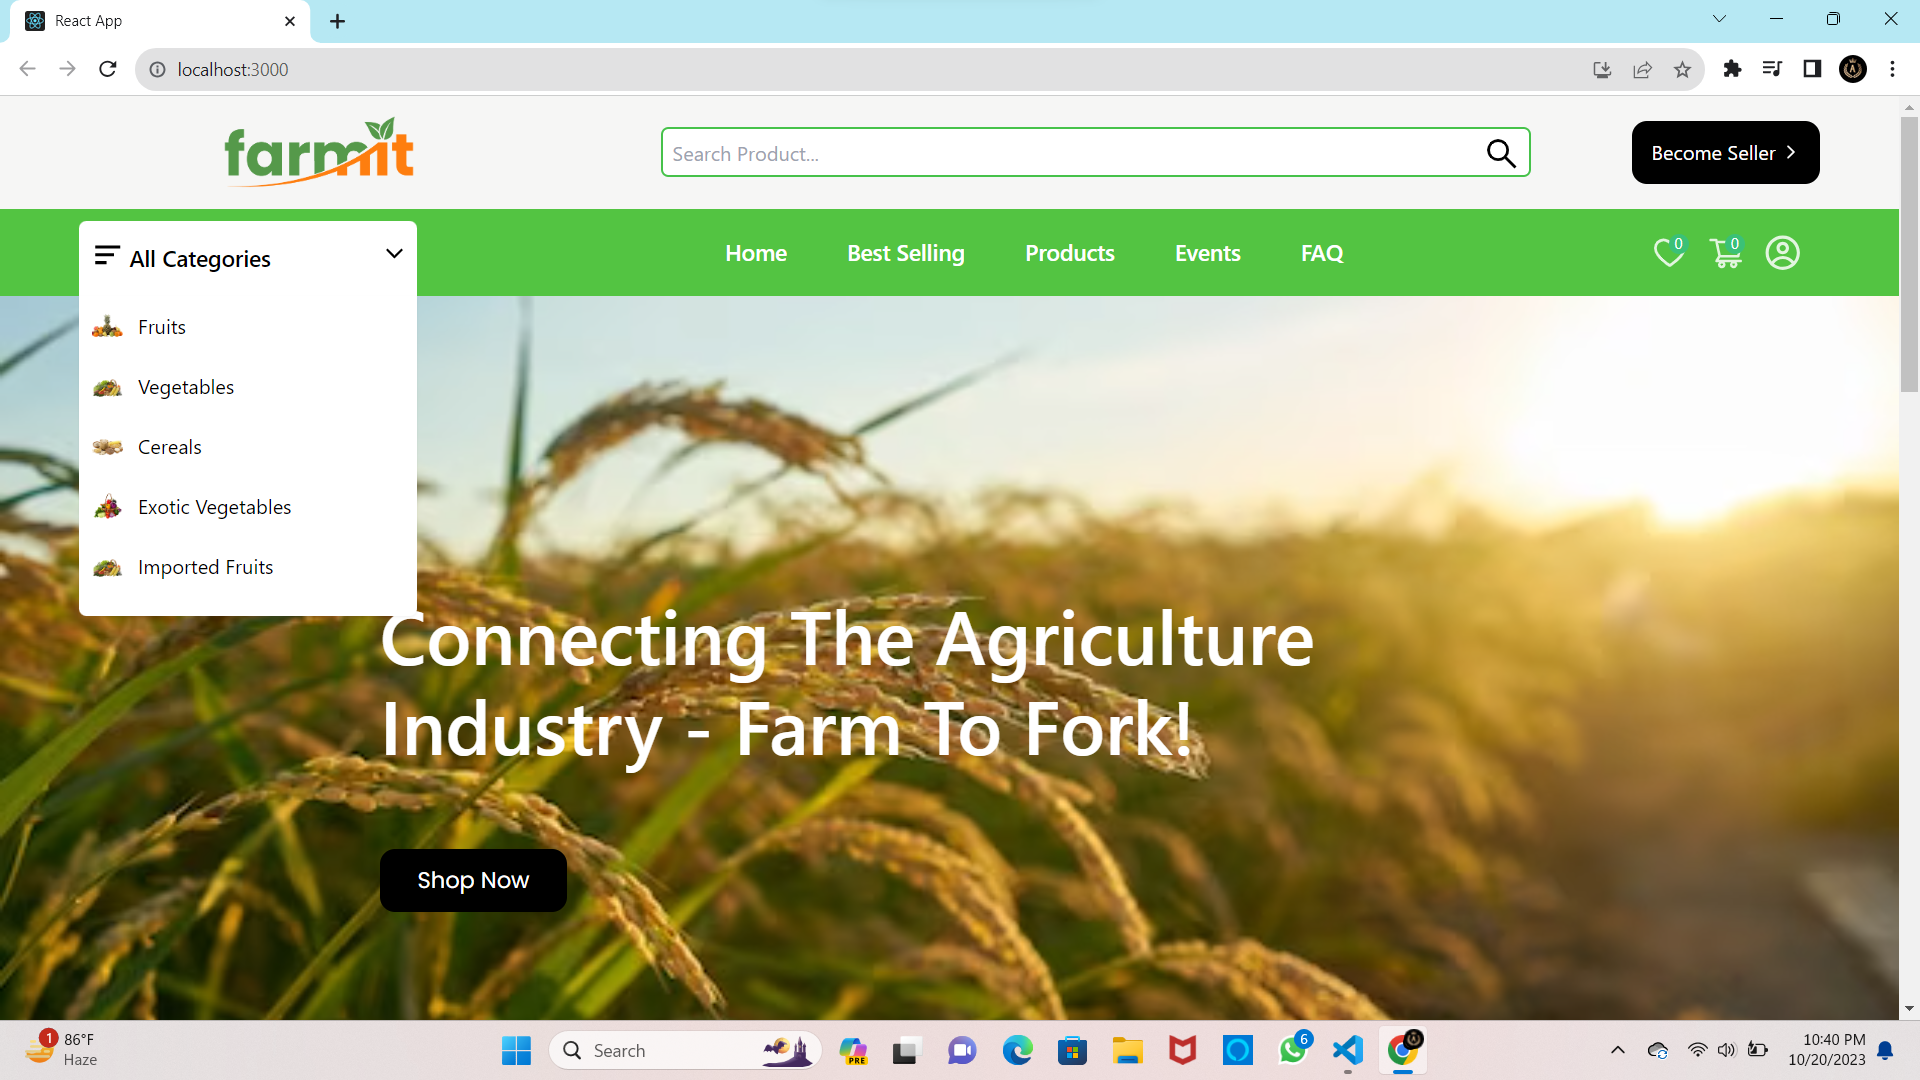 React App
localhost:3000
farmit
Search Product...
Become Seller
All Categories
Home
Best Selling
Products
Events
FAQ
0
0
Fruits
Vegetables
Cereals
Exotic Vegetables
Imported Fruits
Connecting The Agriculture
Industry - Farm To Fork!
Shop Now
1
86°F
Haze
Search
PRE
6
10:40 PM
10/20/2023